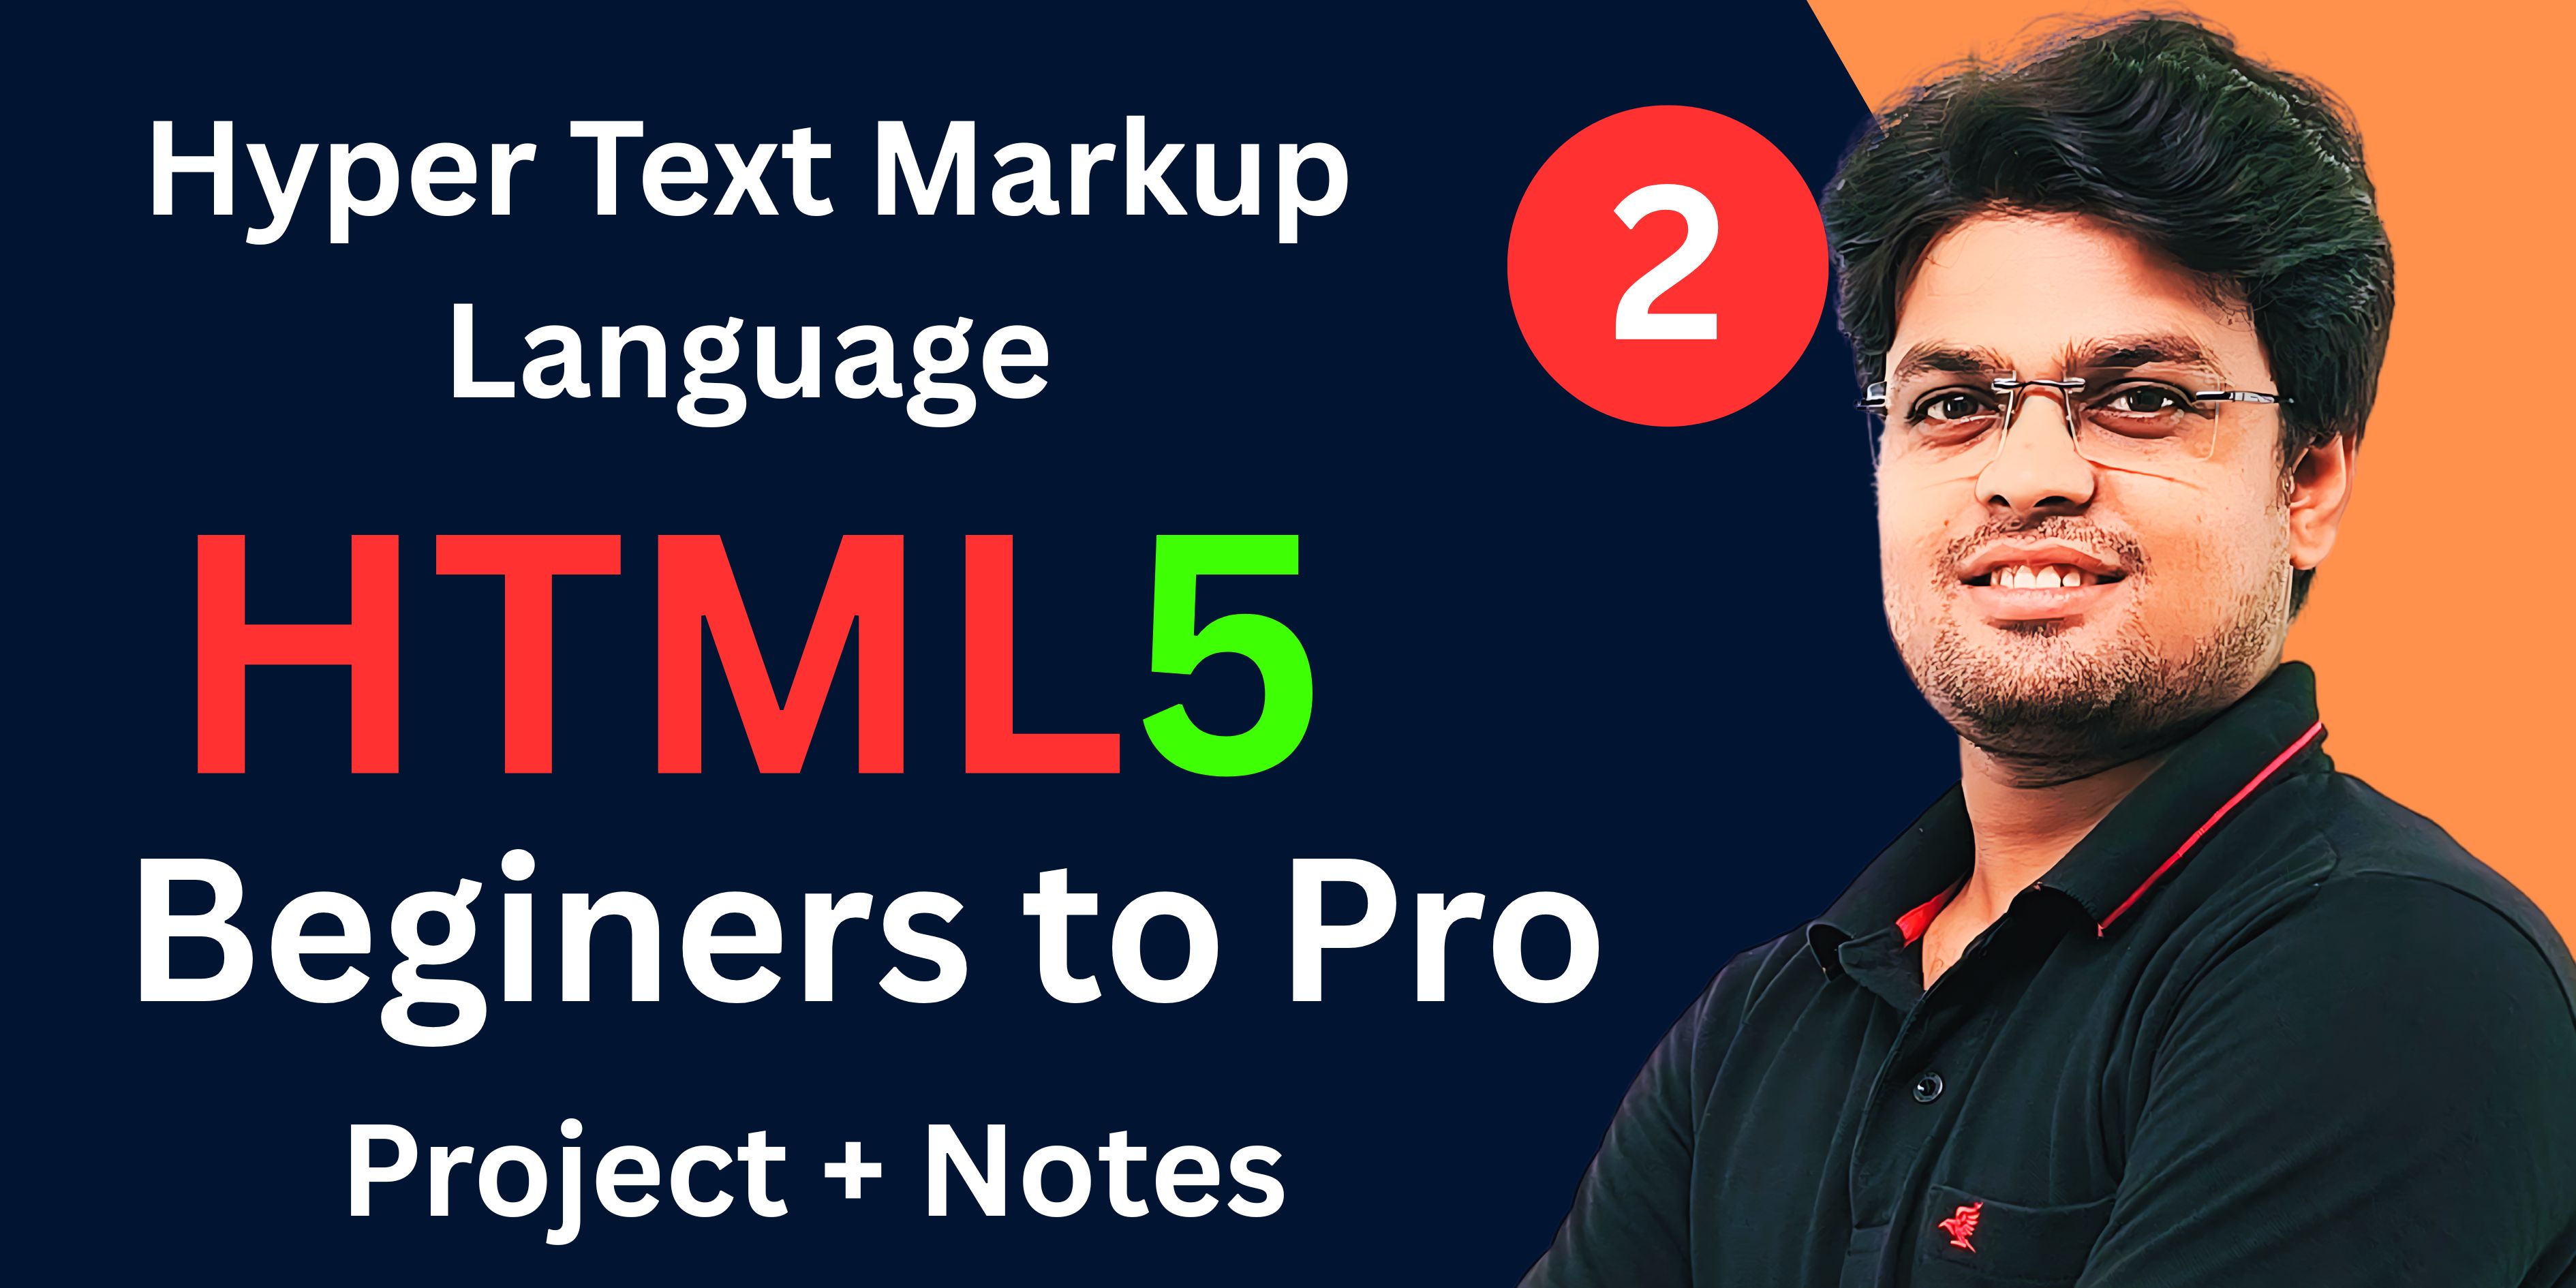 Hyper Text Markup
Language
2
HTML5
Beginers to Pro
Project + Notes